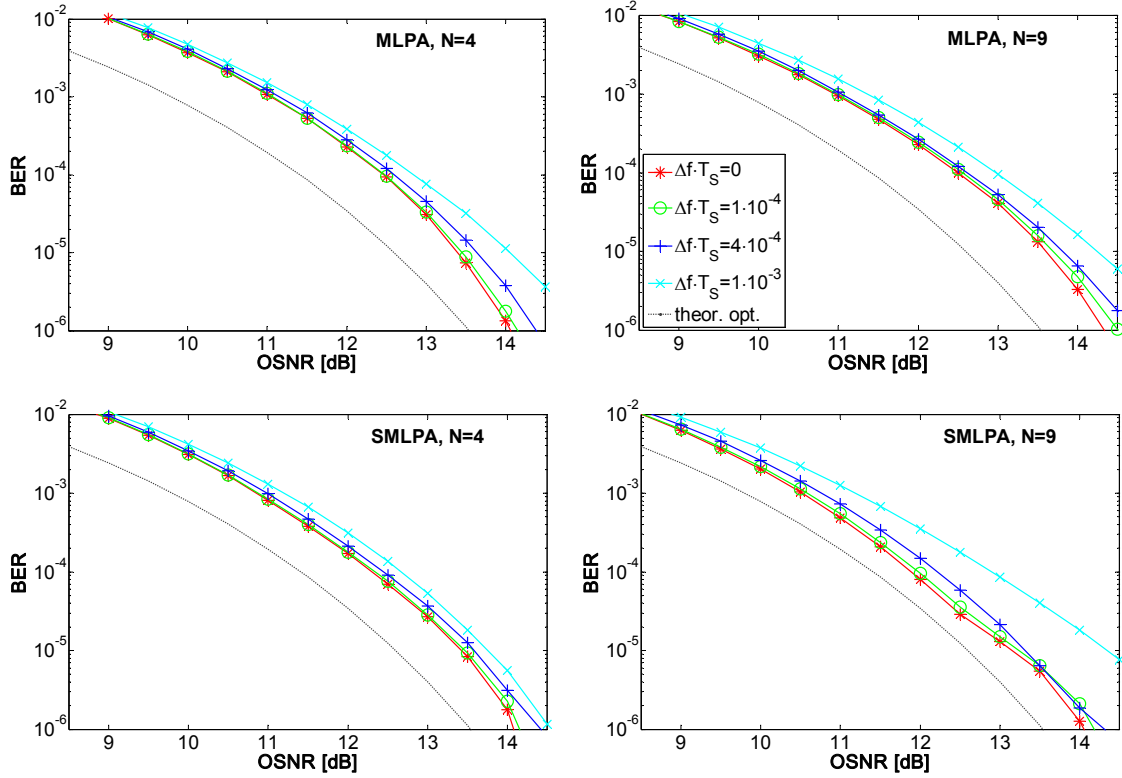 MLPA, N=4
BER
10^-2
10^-3
10^-4
10^-5
10^-6
9 10 11 12 13 14
OSNR [dB]
MLPA, N=9
BER
10^-2
10^-3
10^-4
10^-5
10^-6
Δf·T_S=0
Δf·T_S=1·10^-4
Δf·T_S=4·10^-4
Δf·T_S=1·10^-3
theor. opt.
9 10 11 12 13 14
OSNR [dB]
SMLPA, N=4
BER
10^-2
10^-3
10^-4
10^-5
10^-6
9 10 11 12 13 14
OSNR [dB]
SMLPA, N=9
BER
10^-2
10^-3
10^-4
10^-5
10^-6
9 10 11 12 13 14
OSNR [dB]